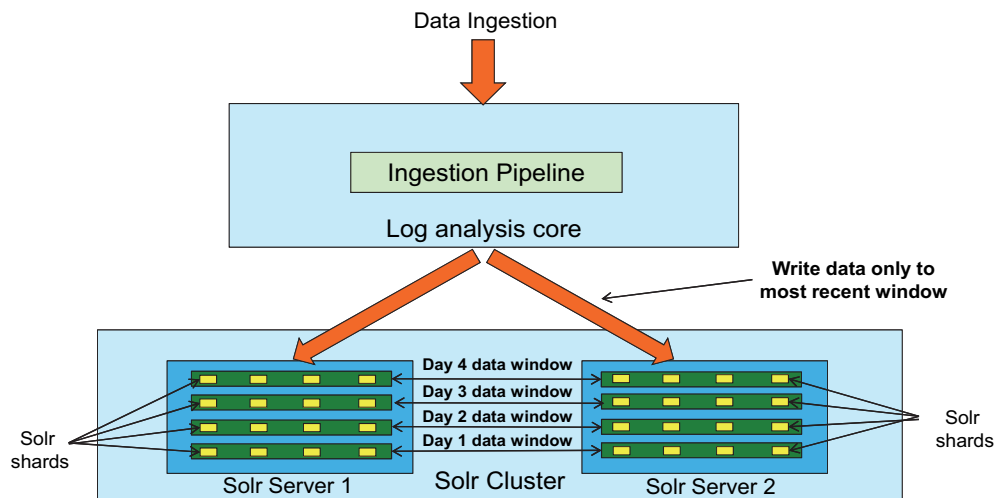 Data Ingestion
Ingestion Pipeline
Log analysis core
Write data only to
most recent window
Day 4 data window
Day 3 data window
Day 2 data window
Day 1 data window
Solr
shards
Solr
shards
Solr Server 1
Solr Cluster
Solr Server 2